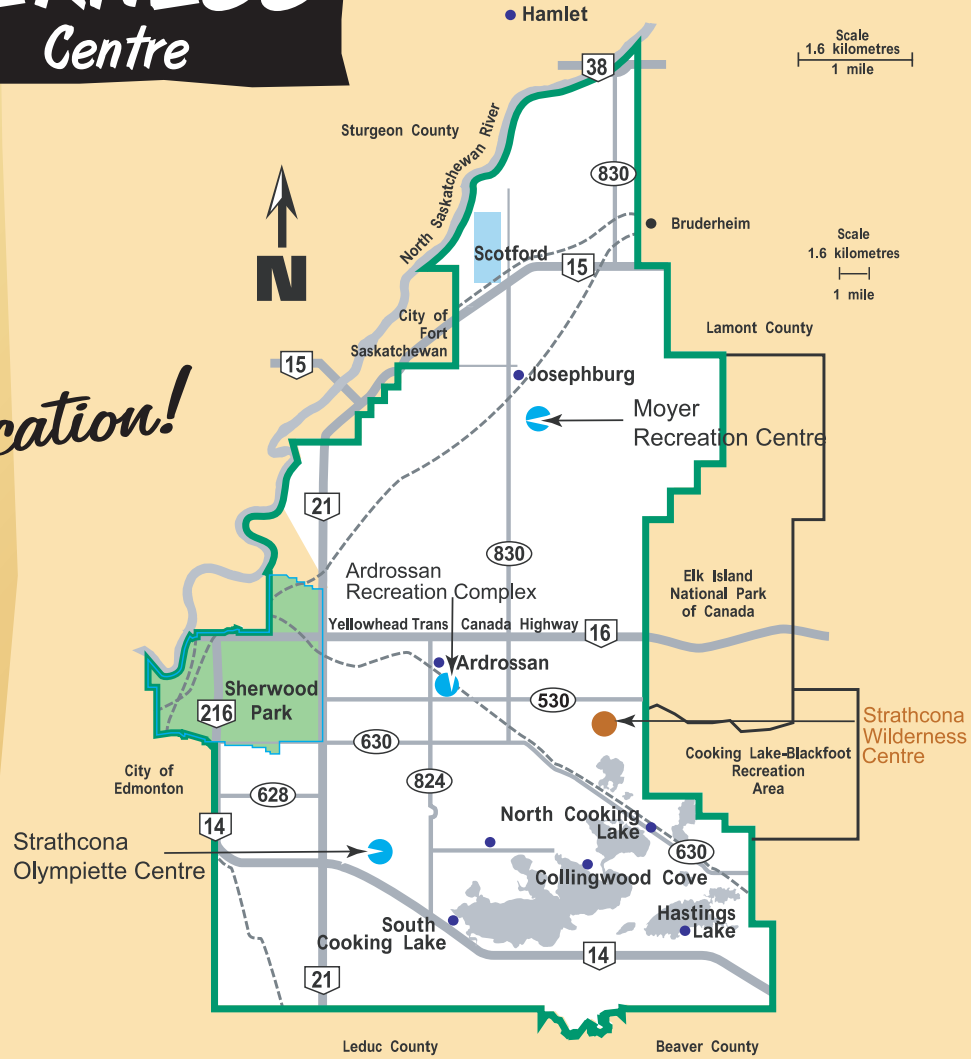 Centre
Hamlet
Scale
1.6 kilometres
1 mile
38
Sturgeon County
North Saskatchewan River
830
Bruderheim
N
Scotford
15
Scale
1.6 kilometres
1 mile
City of
Fort
Saskatchewan
Lamont County
15
Josephburg
Moyer
Recreation Centre
21
830
Ardrossan
Recreation Complex
Elk Island
National Park
of Canada
Yellowhead Trans Canada Highway
16
Ardrossan
Sherwood
Park
216
530
Strathcona
Wilderness
Centre
630
Cooking Lake-Blackfoot
Recreation
Area
City of
Edmonton
628
824
North Cooking
Lake
14
630
Strathcona
Olympiette Centre
Collingwood Cove
South
Cooking Lake
Hastings
Lake
14
21
Leduc County
Beaver County